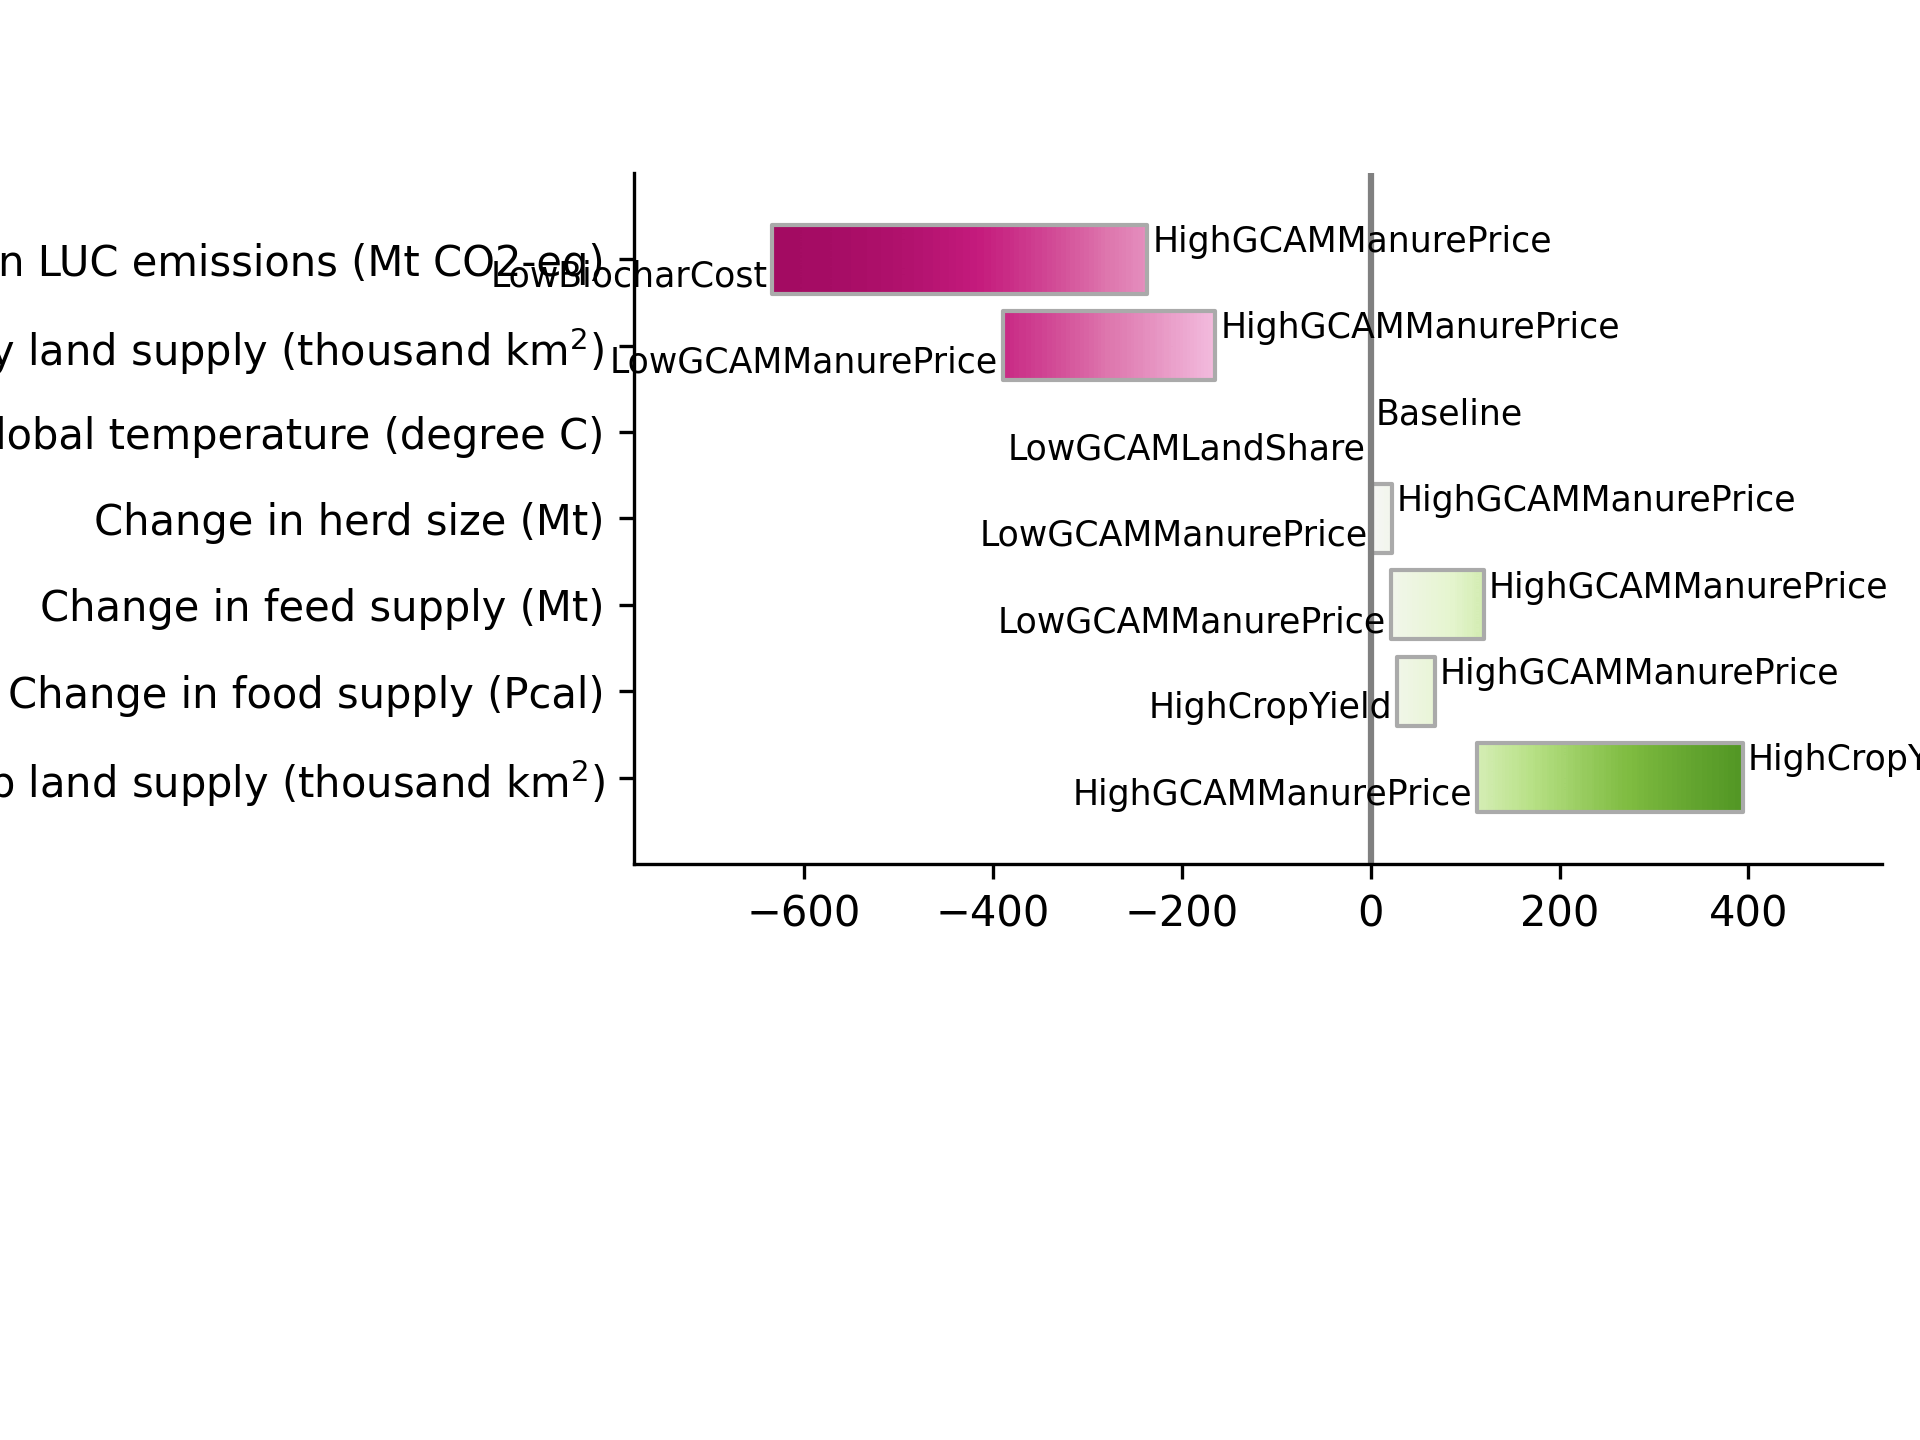 n LUC emissions (Mt CO2-eq)
HighGCAMManurePrice
LowBiocharCost
y land supply (thousand km²)
HighGCAMManurePrice
LowGCAMManurePrice
lobal temperature (degree C)
Baseline
LowGCAMLandShare
Change in herd size (Mt)
HighGCAMManurePrice
LowGCAMManurePrice
Change in feed supply (Mt)
HighGCAMManurePrice
LowGCAMManurePrice
Change in food supply (Pcal)
HighGCAMManurePrice
HighCropYield
p land supply (thousand km²)
HighCropY
HighGCAMManurePrice
−600 −400 −200 0 200 400